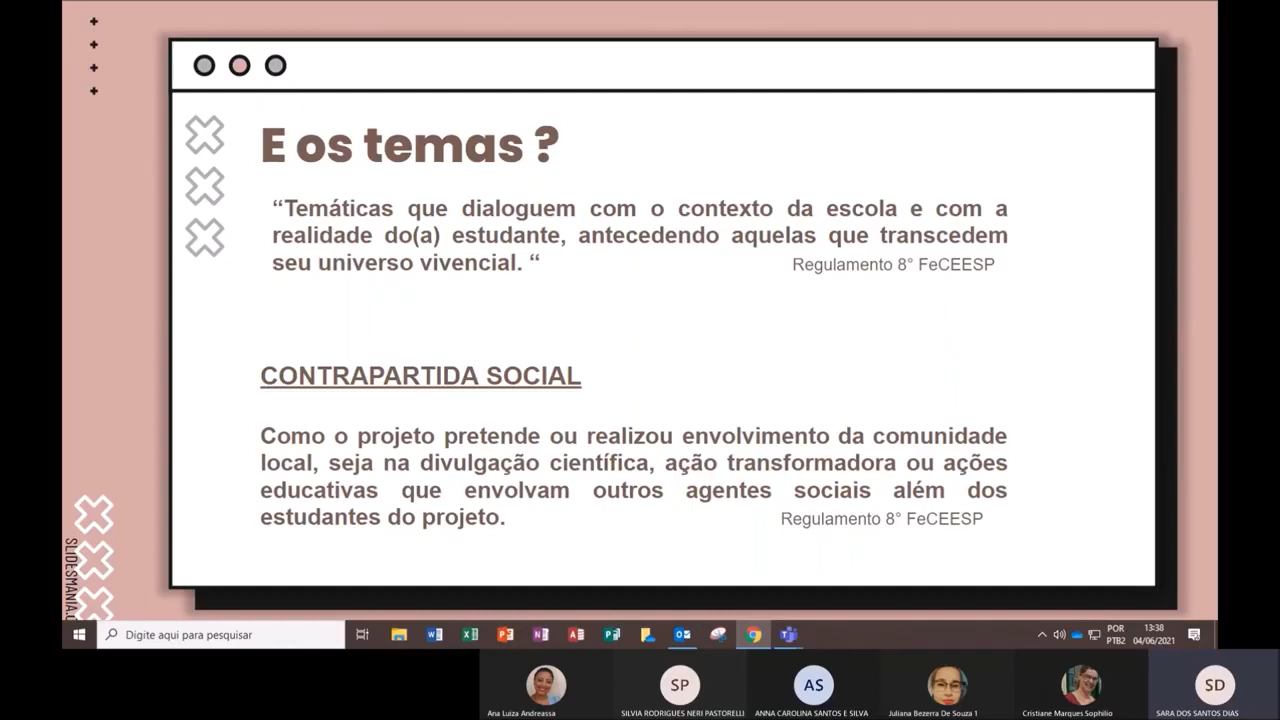 E os temas ?
“Temáticas que dialoguem com o contexto da escola e com a
realidade do(a) estudante, antecedendo aquelas que transcedem
seu universo vivencial. “
Regulamento 8° FeCEESP
CONTRAPARTIDA SOCIAL
Como o projeto pretende ou realizou envolvimento da comunidade
local, seja na divulgação científica, ação transformadora ou ações
educativas que envolvam outros agentes sociais além dos
estudantes do projeto.
Regulamento 8° FeCEESP
Digite aqui para pesquisar
POR
PTB2
13:38
04/06/2021
SP
AS
SD
Ana Luiza Andreassa
SILVIA RODRIGUES NERI PASTORELLI
ANNA CAROLINA SANTOS E SILVA
Juliana Bezerra De Souza 1
Cristiane Marques Sophilio
SARA DOS SANTOS DIAS